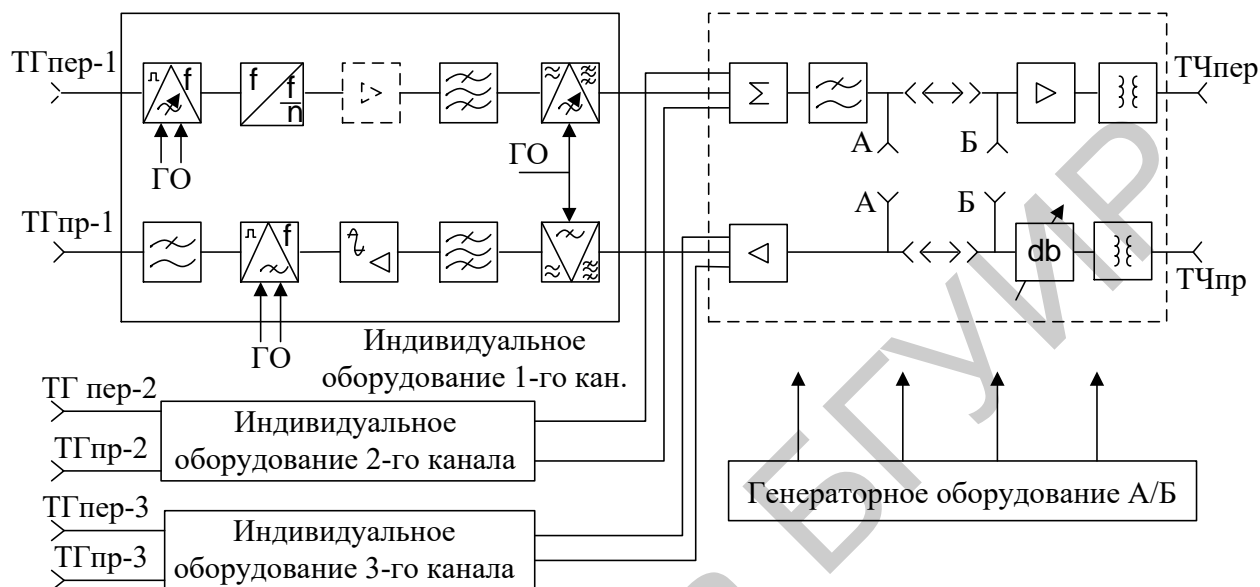 ТГпер-1
f
f
f
n
Σ
ТЧпер
ГО
ГО
А
Б
ТГпр-1
f
А
Б
db
ТЧпр
ГО
Индивидуальное
оборудование 1-го кан.
ТГ пер-2
ТГпр-2
Индивидуальное
оборудование 2-го канала
ТГпер-3
ТГпр-3
Индивидуальное
оборудование 3-го канала
Генераторное оборудование А/Б
БГУИР